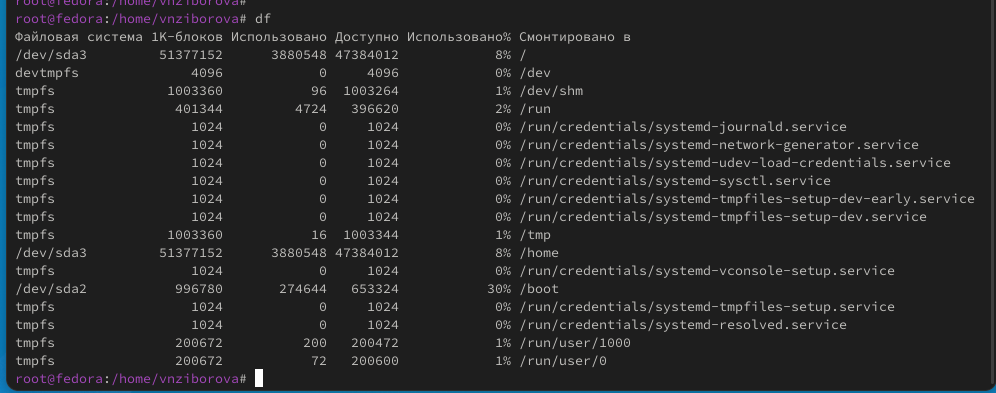 root@fedora:/home/vnziborova#
root@fedora:/home/vnziborova# df
Файловая система 1K-блоков Использовано Доступно Использовано% Смонтировано в
/dev/sda3 51377152 3880548 47384012 8% /
devtmpfs 4096 0 4096 0% /dev
tmpfs 1003360 96 1003264 1% /dev/shm
tmpfs 401344 4724 396620 2% /run
tmpfs 1024 0 1024 0% /run/credentials/systemd-journald.service
tmpfs 1024 0 1024 0% /run/credentials/systemd-network-generator.service
tmpfs 1024 0 1024 0% /run/credentials/systemd-udev-load-credentials.service
tmpfs 1024 0 1024 0% /run/credentials/systemd-sysctl.service
tmpfs 1024 0 1024 0% /run/credentials/systemd-tmpfiles-setup-dev-early.service
tmpfs 1024 0 1024 0% /run/credentials/systemd-tmpfiles-setup-dev.service
tmpfs 1003360 16 1003344 1% /tmp
/dev/sda3 51377152 3880548 47384012 8% /home
tmpfs 1024 0 1024 0% /run/credentials/systemd-vconsole-setup.service
/dev/sda2 996780 274644 653324 30% /boot
tmpfs 1024 0 1024 0% /run/credentials/systemd-tmpfiles-setup.service
tmpfs 1024 0 1024 0% /run/credentials/systemd-resolved.service
tmpfs 200672 200 200472 1% /run/user/1000
tmpfs 200672 72 200600 1% /run/user/0
root@fedora:/home/vnziborova#